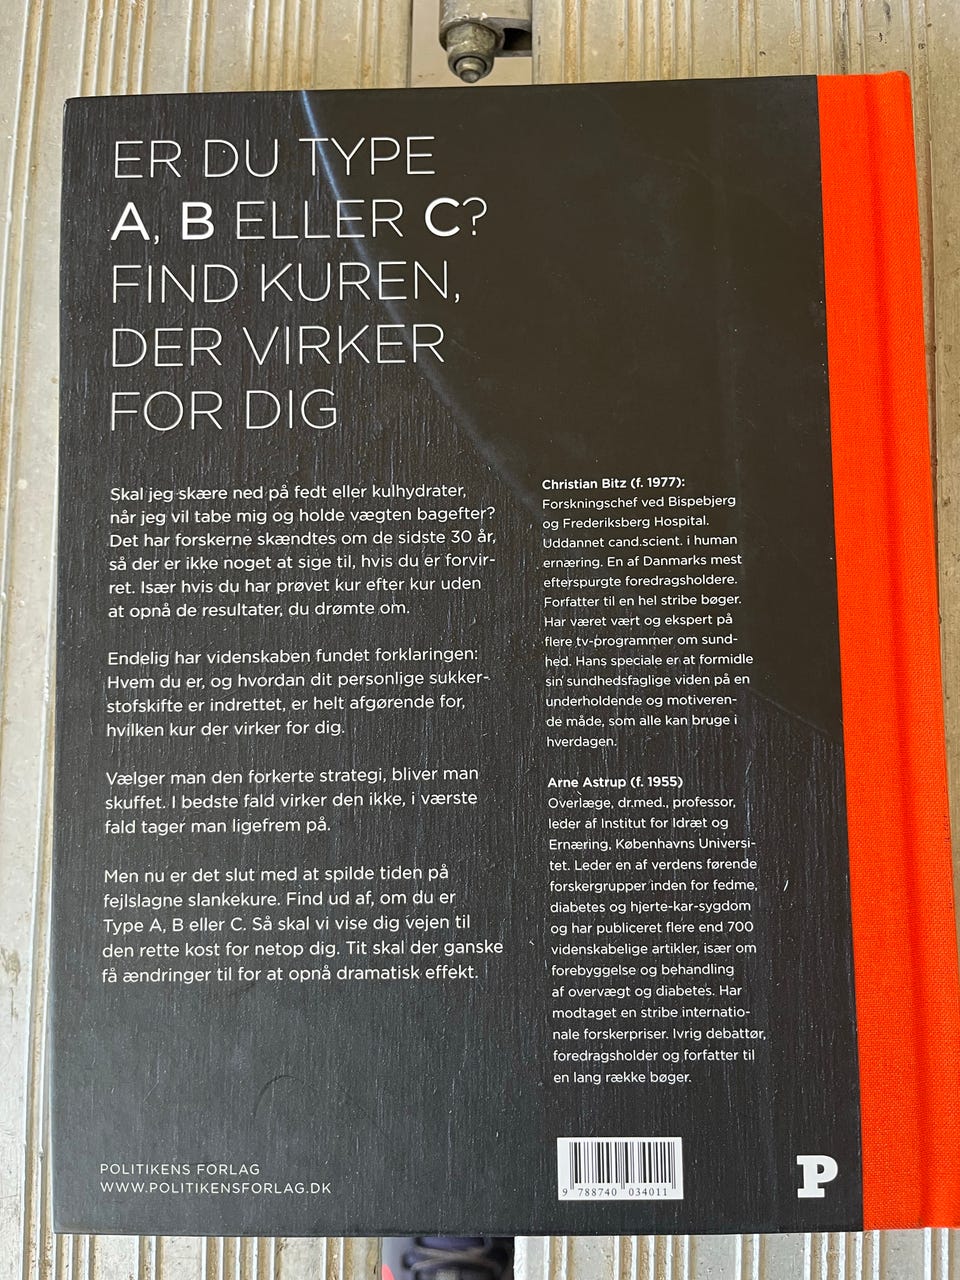 ER DU TYPE
A, B ELLER C?
FIND KUREN,
DER VIRKER
FOR DIG
Skal jeg skære ned på fedt eller kulhydrater,
når jeg vil tabe mig og holde vægten bagefter?
Det har forskerne skændtes om de sidste 30 år,
så der er ikke noget at sige til, hvis du er forvir-
ret. Især hvis du har prøvet kur efter kur uden
at opnå de resultater, du drømte om.
Endelig har videnskaben fundet forklaringen:
Hvem du er, og hvordan dit personlige sukker-
stofskifte er indrettet, er helt afgørende for,
hvilken kur der virker for dig.
Vælger man den forkerte strategi, bliver man
skuffet. I bedste fald virker den ikke, i værste
fald tager man ligefrem på.
Men nu er det slut med at spilde tiden på
fejlslagne slankekure. Find ud af, om du er
Type A, B eller C. Så skal vi vise dig vejen til
den rette kost for netop dig. Tit skal der ganske
få ændringer til for at opnå dramatisk effekt.
Christian Bitz (f. 1977):
Forskningschef ved Bispebjerg
og Frederiksberg Hospital.
Uddannet cand.scient. i human
ernæring. En af Danmarks mest
efterspurgte foredragsholdere.
Forfatter til en hel stribe bøger.
Har været vært og ekspert på
flere tv-programmer om sund-
hed. Hans speciale er at formidle
sin sundhedsfaglige viden på en
underholdende og motiveren-
de måde, som alle kan bruge i
hverdagen.
Arne Astrup (f. 1955)
Overlæge, dr.med., professor,
leder af Institut for Idræt og
Ernæring, Københavns Universi-
tet. Leder en af verdens førende
forskergrupper inden for fedme,
diabetes og hjerte-kar-sygdom
og har publiceret flere end 700
videnskabelige artikler, især om
forebyggelse og behandling
af overvægt og diabetes. Har
modtaget en stribe internatio-
nale forskerpriser. Ivrig debattør,
foredragsholder og forfatter til
en lang række bøger.
POLITIKENS FORLAG
WWW.POLITIKENSFORLAG.DK
9 788740 034011
P